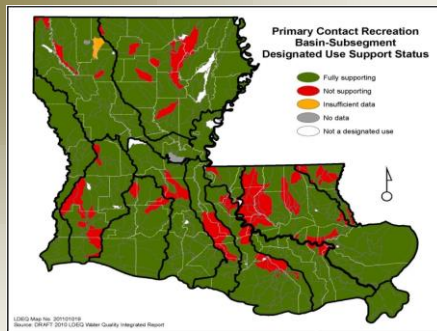 Primary Contact Recreation
Basin-Subsegment
Designated Use Support Status
Fully supporting
Not supporting
Insufficient data
No data
Not a designated use
LDEQ Map No. 201101019
Source: DRAFT 2010 LDEQ Water Quality Integrated Report